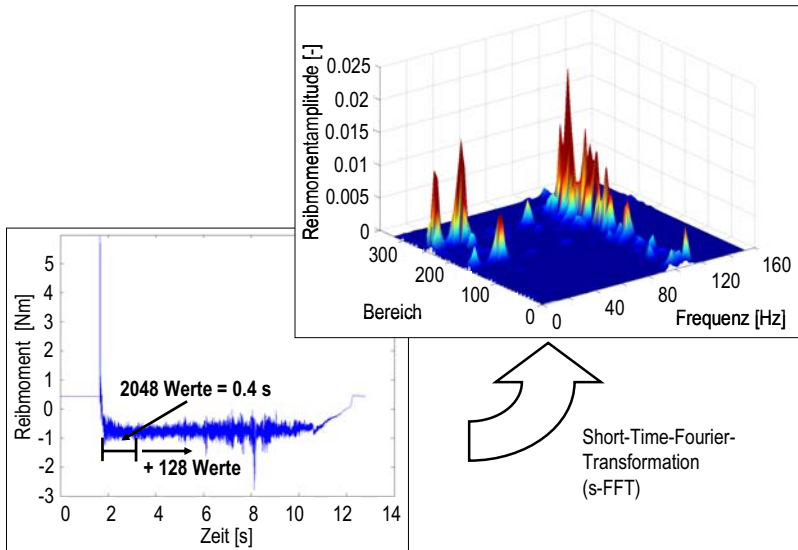 Reibmomentamplitude [-]
0.025
0.02
0.015
0.01
0.005
0
300
200
100
0
Bereich
0
40
80
120
160
Frequenz [Hz]
Reibmoment [Nm]
5
4
3
2
1
0
-1
-2
-3
2048 Werte = 0.4 s
+ 128 Werte
0 2 4 6 8 10 12 14
Zeit [s]
Short-Time-Fourier-
Transformation
(s-FFT)